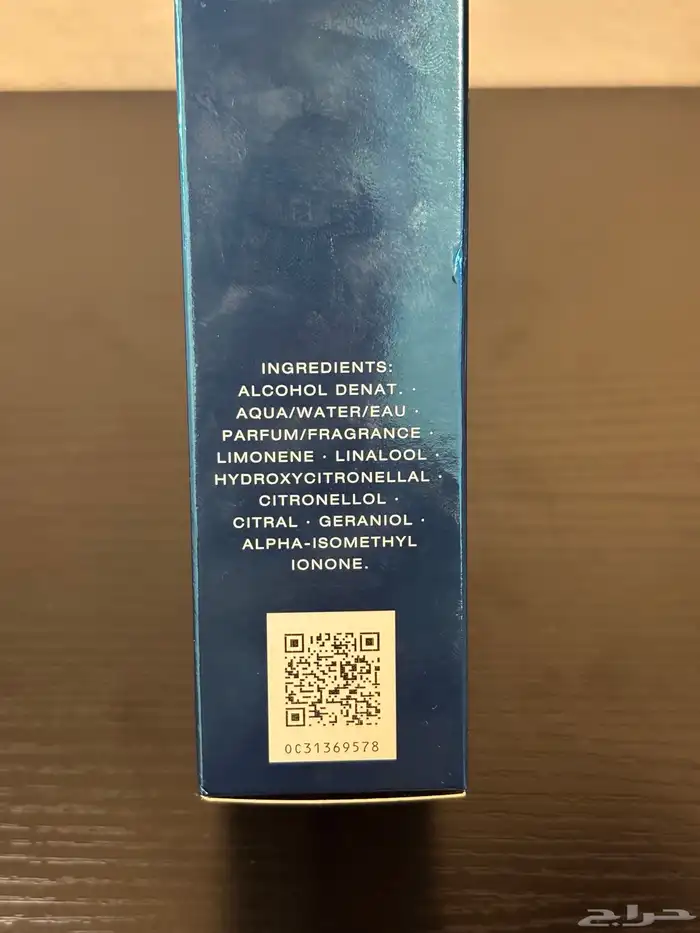 INGREDIENTS:
ALCOHOL DENAT. ·
AQUA/WATER/EAU ·
PARFUM/FRAGRANCE ·
LIMONENE · LINALOOL ·
HYDROXYCITRONELLAL ·
CITRONELLOL ·
CITRAL · GERANIOL ·
ALPHA-ISOMETHYL
IONONE.
0C31369578
حراج